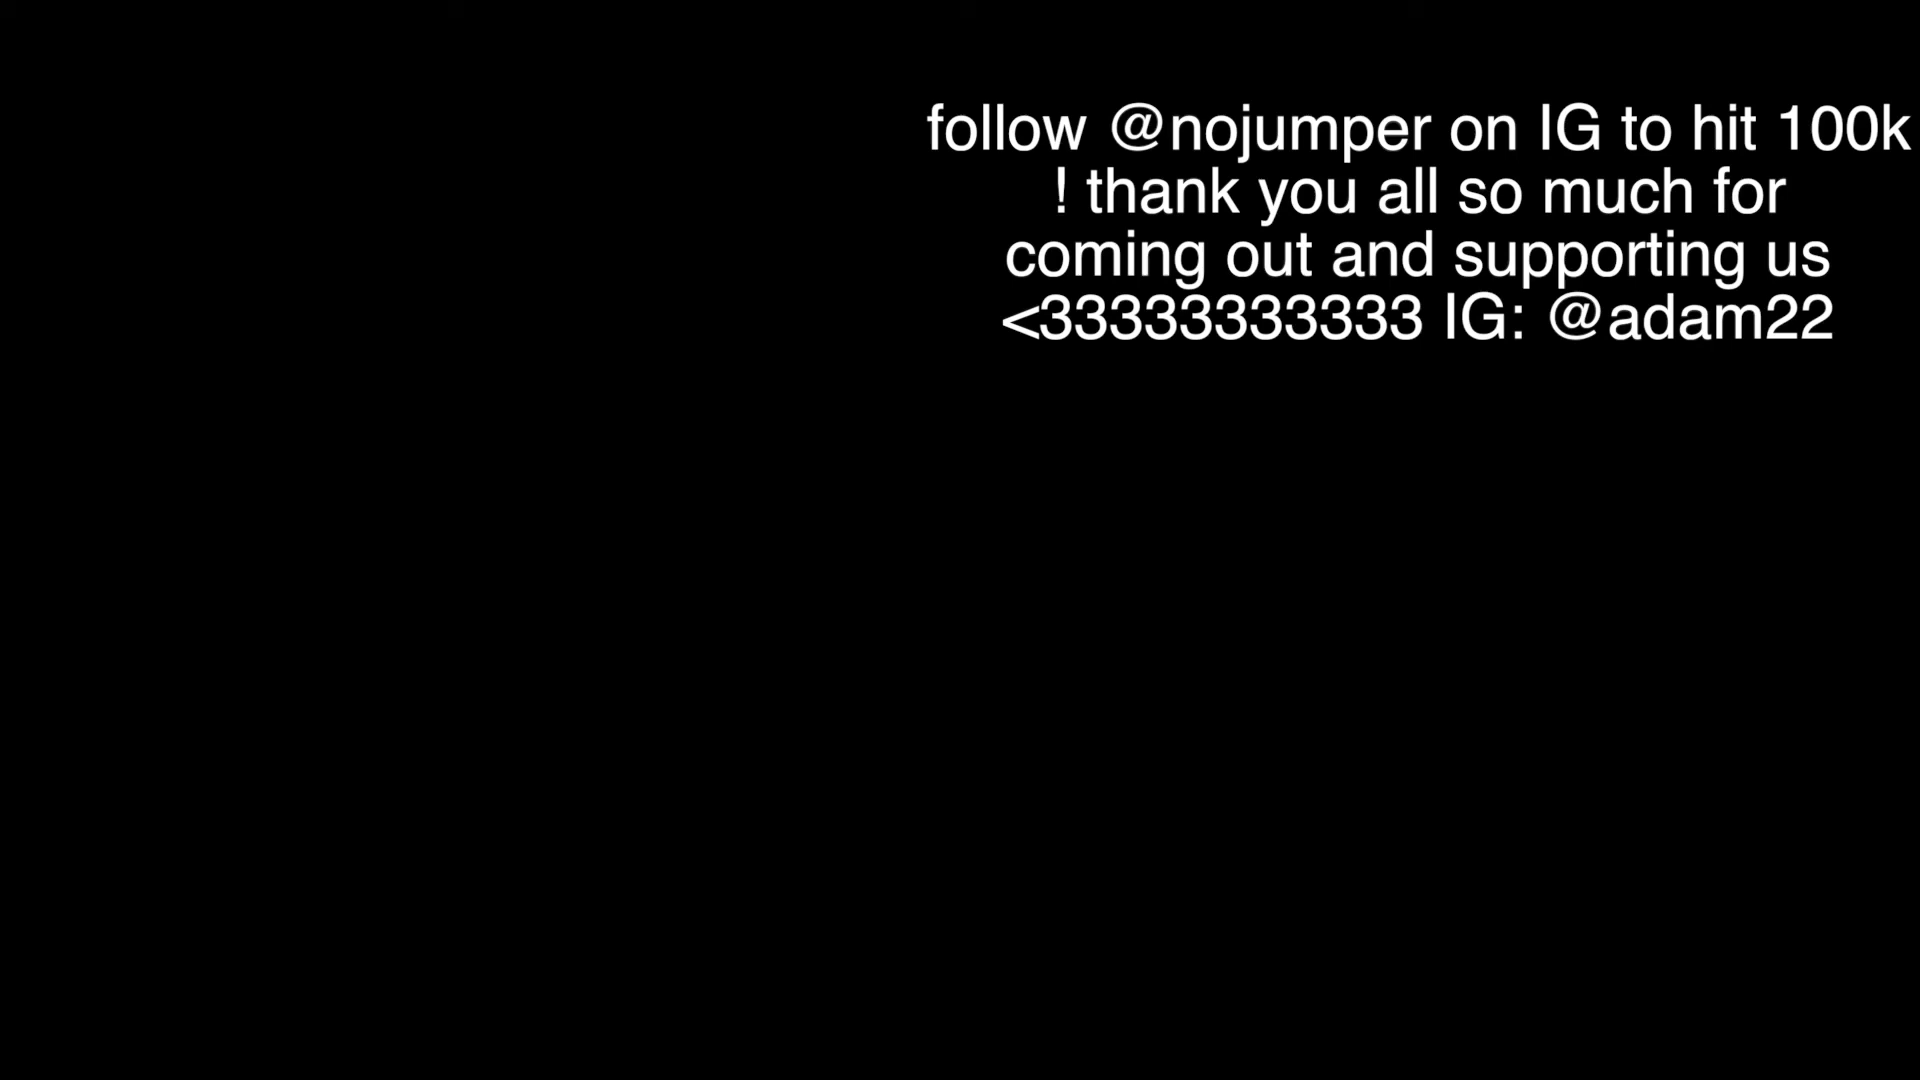 follow @nojumper on IG to hit 100k
! thank you all so much for
coming out and supporting us
<33333333333 IG: @adam22